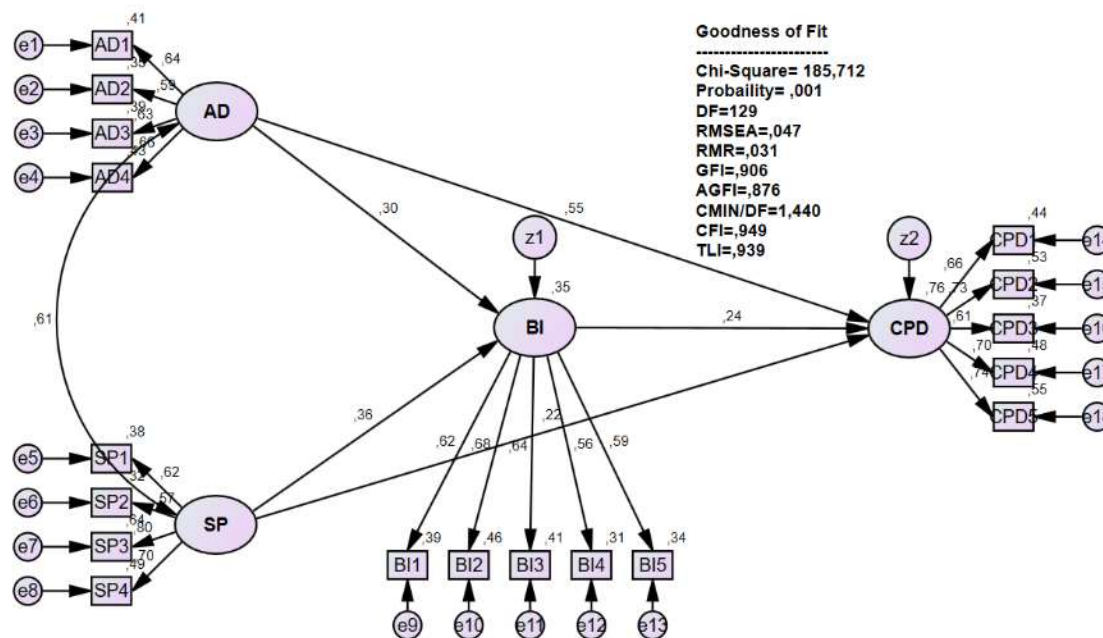 Goodness of Fit
------------------------
Chi-Square= 185,712
Probaility= ,001
DF=129
RMSEA=,047
RMR=,031
GFI=,906
AGFI=,876
CMIN/DF=1,440
CFI=,949
TLI=,939
,41
e1 AD1 ,64
e2 AD2 ,59
,39
e3 AD3 ,63
,43
e4 AD4 ,66
AD
,30
,55
,61
z1
,35
BI
z2
,76
CPD
,24
,36
,22
,44
,66 CPD1
,53
,73 CPD2
,37
,61 CPD3
,48
,70 CPD4
,55
,74 CPD5
,38
e5 SP1 ,62
,32
e6 SP2 ,57
,64
e7 SP3 ,80
,49
e8 SP4 ,70
SP
,62 ,68 ,64 ,56 ,59
,39 ,46 ,41 ,31 ,34
BI1 BI2 BI3 BI4 BI5
e9 e10 e11 e12 e13